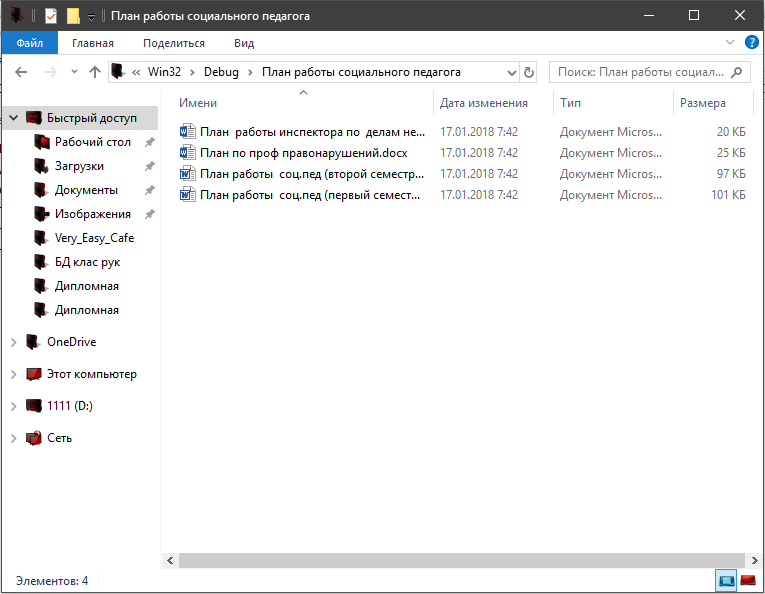 План работы социального педагога
Файл Главная Поделиться Вид
« Win32 > Debug > План работы социального педагога Поиск: План работы социал...
Имени Дата изменения Тип Размера
Быстрый доступ
Рабочий стол
Загрузки
Документы
Изображения
Very_Easy_Cafe
БД клас рук
Дипломная
Дипломная
OneDrive
Этот компьютер
1111 (D:)
Сеть
План работы инспектора по делам не... 17.01.2018 7:42 Документ Micros... 20 КБ
План по проф правонарушений.docx 17.01.2018 7:42 Документ Micros... 25 КБ
План работы соц.пед (второй семестр... 17.01.2018 7:42 Документ Micros... 97 КБ
План работы соц.пед (первый семест... 17.01.2018 7:42 Документ Micros... 101 КБ
Элементов: 4